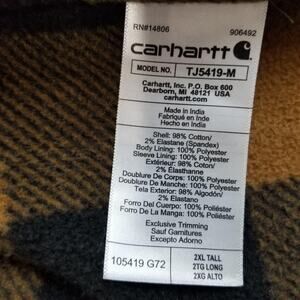 RN#14806 906492
carhartt
MODEL NO. TJ5419-M
Carhartt, Inc. P.O. Box 600
Dearborn, MI 48121 USA
carhartt.com
Made in India
Fabriqué en Inde
Hecho en India
Shell: 98% Cotton/
2% Elastane (Spandex)
Body Lining: 100% Polyester
Sleeve Lining: 100% Polyester
Extérieur: 98% Coton/
2% Élasthanne
Doublure De Corps: 100% Polyester
Doublure De Manche: 100% Polyester
Tela Exterior: 98% Algodon/
2% Elastano
Forro Del Cuerpo: 100% Poliester
Forro De La Manga: 100% Poliester
Exclusive Trimming
Sauf Garnitures
Excepto Adorno
105419 G72
2XL TALL
2TG LONG
2XG ALTO